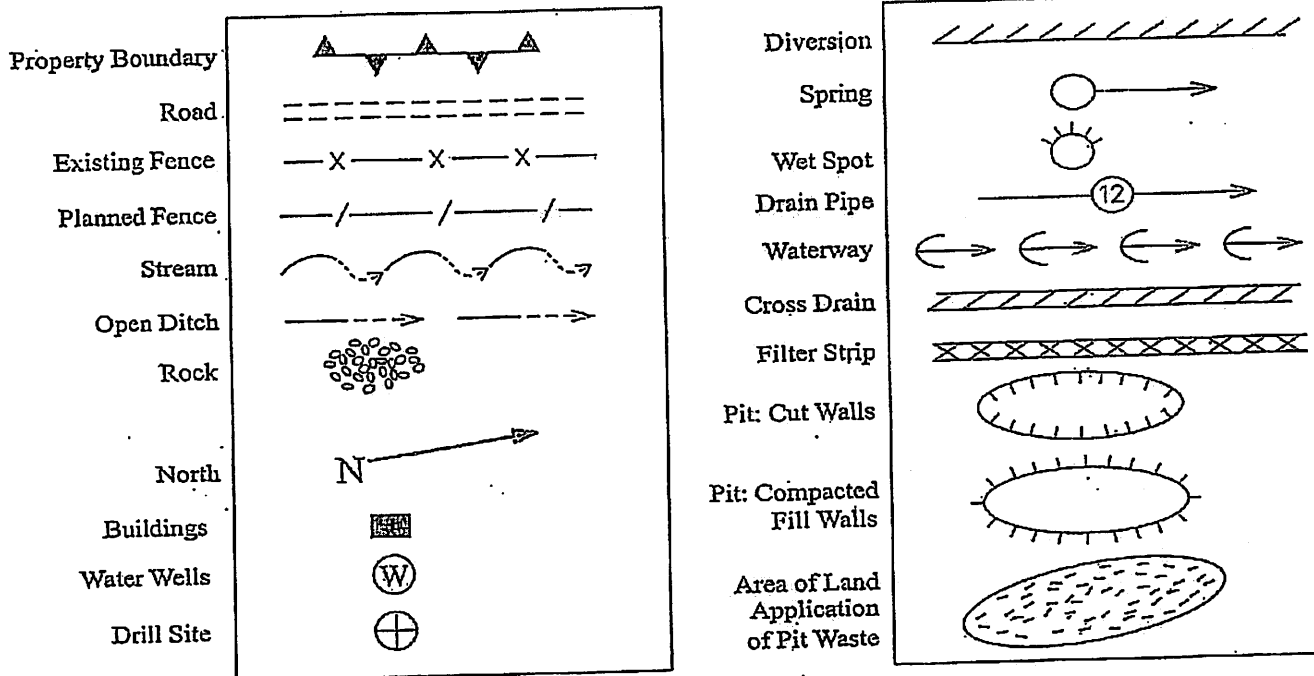 Property Boundary
Road
Existing Fence
X X X
Planned Fence
Stream
Open Ditch
Rock
North
N
Buildings
Water Wells
W
Drill Site
Diversion
Spring
Wet Spot
Drain Pipe
12
Waterway
Cross Drain
Filter Strip
Pit: Cut Walls
Pit: Compacted
Fill Walls
Area of Land
Application
of Pit Waste